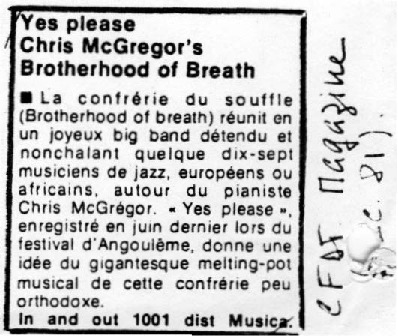 Yes please
Chris McGregor's
Brotherhood of Breath
■ La confrérie du souffle
(Brotherhood of breath) réunit en
un joyeux big band détendu et
nonchalant quelque dix-sept
musiciens de jazz, européens ou
africains, autour du pianiste
Chris McGrégor. « Yes please »,
enregistré en juin dernier lors du
festival d'Angoulême, donne une
idée du gigantesque melting-pot
musical de cette confrérie peu
orthodoxe.
In and out 1001 dist Musica.
CFDT Magazine
81).